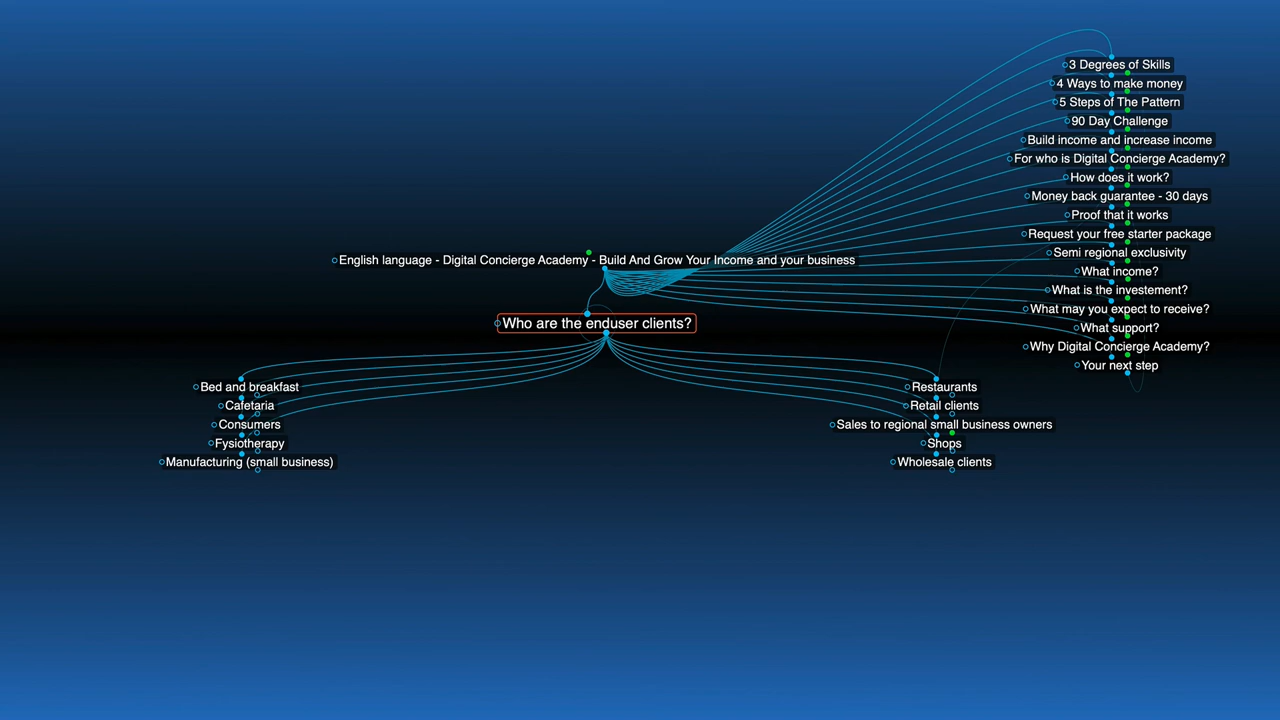 3 Degrees of Skills
4 Ways to make money
5 Steps of The Pattern
90 Day Challenge
Build income and increase income
For who is Digital Concierge Academy?
How does it work?
Money back guarantee - 30 days
Proof that it works
Request your free starter package
Semi regional exclusivity
What income?
What is the investement?
What may you expect to receive?
What support?
Why Digital Concierge Academy?
Your next step
English language - Digital Concierge Academy - Build And Grow Your Income and your business
Who are the enduser clients?
Bed and breakfast
Cafetaria
Consumers
Fysiotherapy
Manufacturing (small business)
Restaurants
Retail clients
Sales to regional small business owners
Shops
Wholesale clients